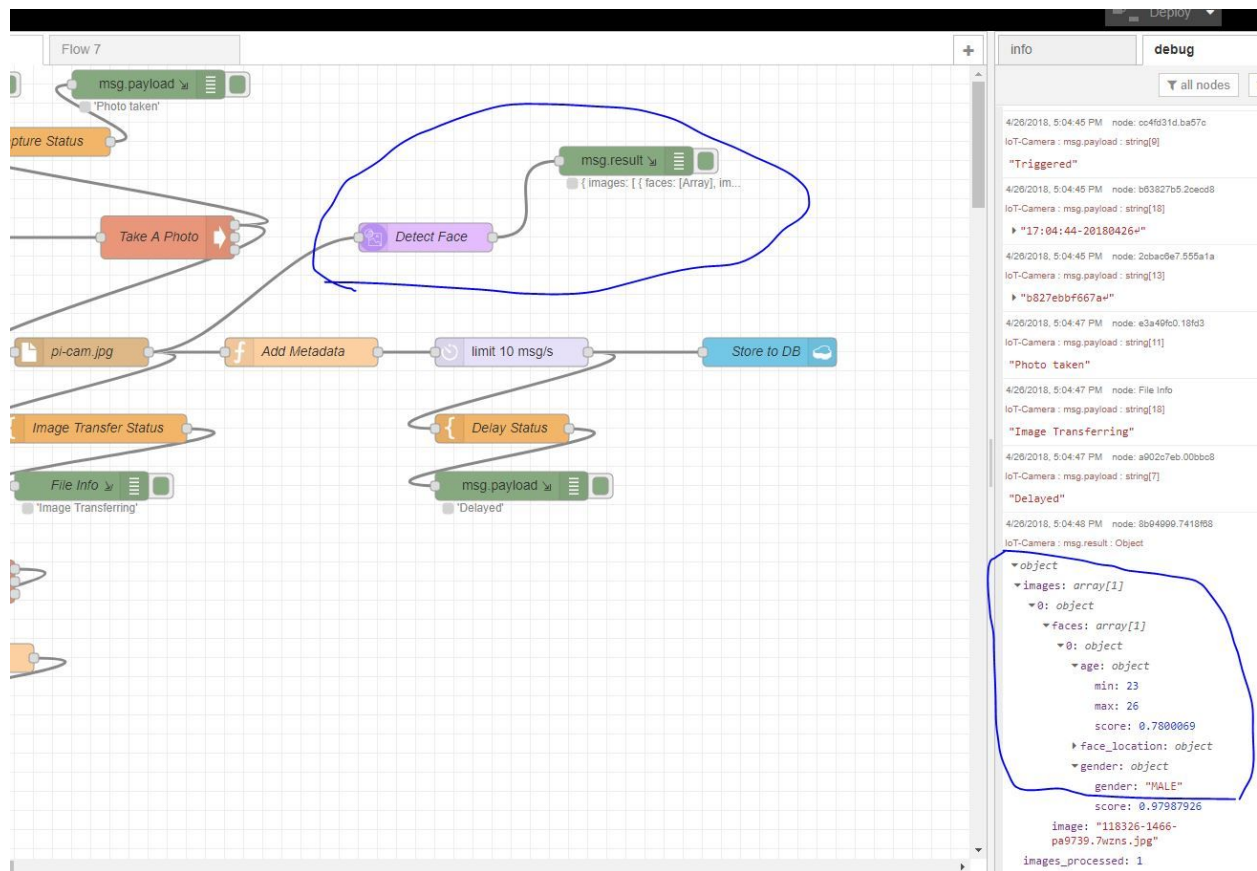 Deploy
Flow 7
info
debug
all nodes
msg.payload
'Photo taken'
pture Status
msg.result
{ images: [ { faces: [Array], im...
Take A Photo
Detect Face
pi-cam.jpg
Add Metadata
limit 10 msg/s
Store to DB
Image Transfer Status
Delay Status
File Info
'Image Transferring'
msg.payload
'Delayed'
4/26/2018, 5:04:45 PM node: cc4fd31d.ba57c
IoT-Camera : msg.payload : string[9]
"Triggered"
4/26/2018, 5:04:45 PM node: b63827b5.2cecd8
IoT-Camera : msg.payload : string[18]
"17:04:44-20180426↵"
4/26/2018, 5:04:45 PM node: 2cbac6e7.555a1a
IoT-Camera : msg.payload : string[13]
"b827ebbf667a↵"
4/26/2018, 5:04:47 PM node: e3a49fc0.18fd3
IoT-Camera : msg.payload : string[11]
"Photo taken"
4/26/2018, 5:04:47 PM node: File Info
IoT-Camera : msg.payload : string[18]
"Image Transferring"
4/26/2018, 5:04:47 PM node: a902c7eb.00bbc8
IoT-Camera : msg.payload : string[7]
"Delayed"
4/26/2018, 5:04:48 PM node: 8b94999.7418f68
IoT-Camera : msg.result : Object
object
images: array[1]
0: object
faces: array[1]
0: object
age: object
min: 23
max: 26
score: 0.7800069
face_location: object
gender: object
gender: "MALE"
score: 0.97987926
image: "118326-1466-
pa9739.7wzns.jpg"
images_processed: 1